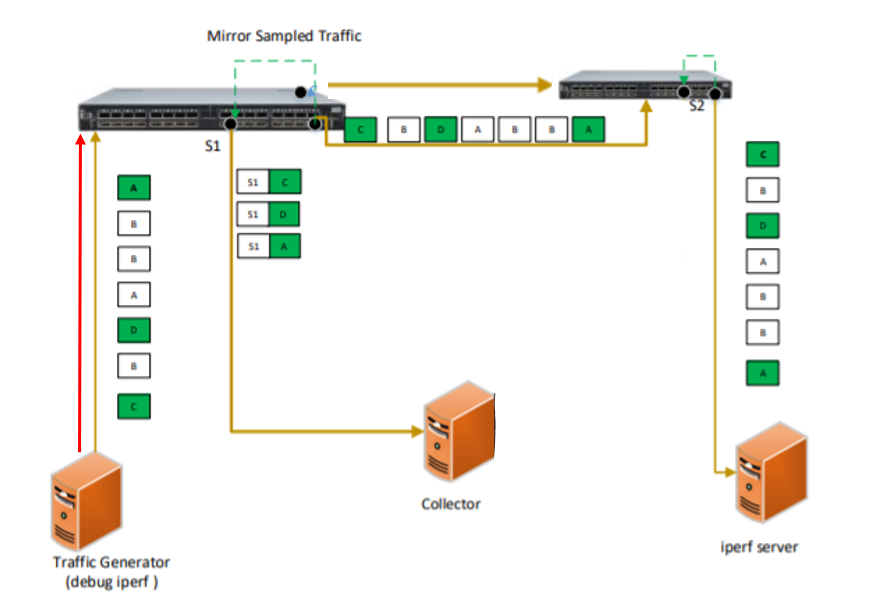 Mirror Sampled Traffic
S1
S2
C B D A B B A
A
B
B
A
D
B
C
S1 C
S1 D
S1 A
C
B
D
A
B
B
A
Collector
Traffic Generator
(debug iperf )
iperf server